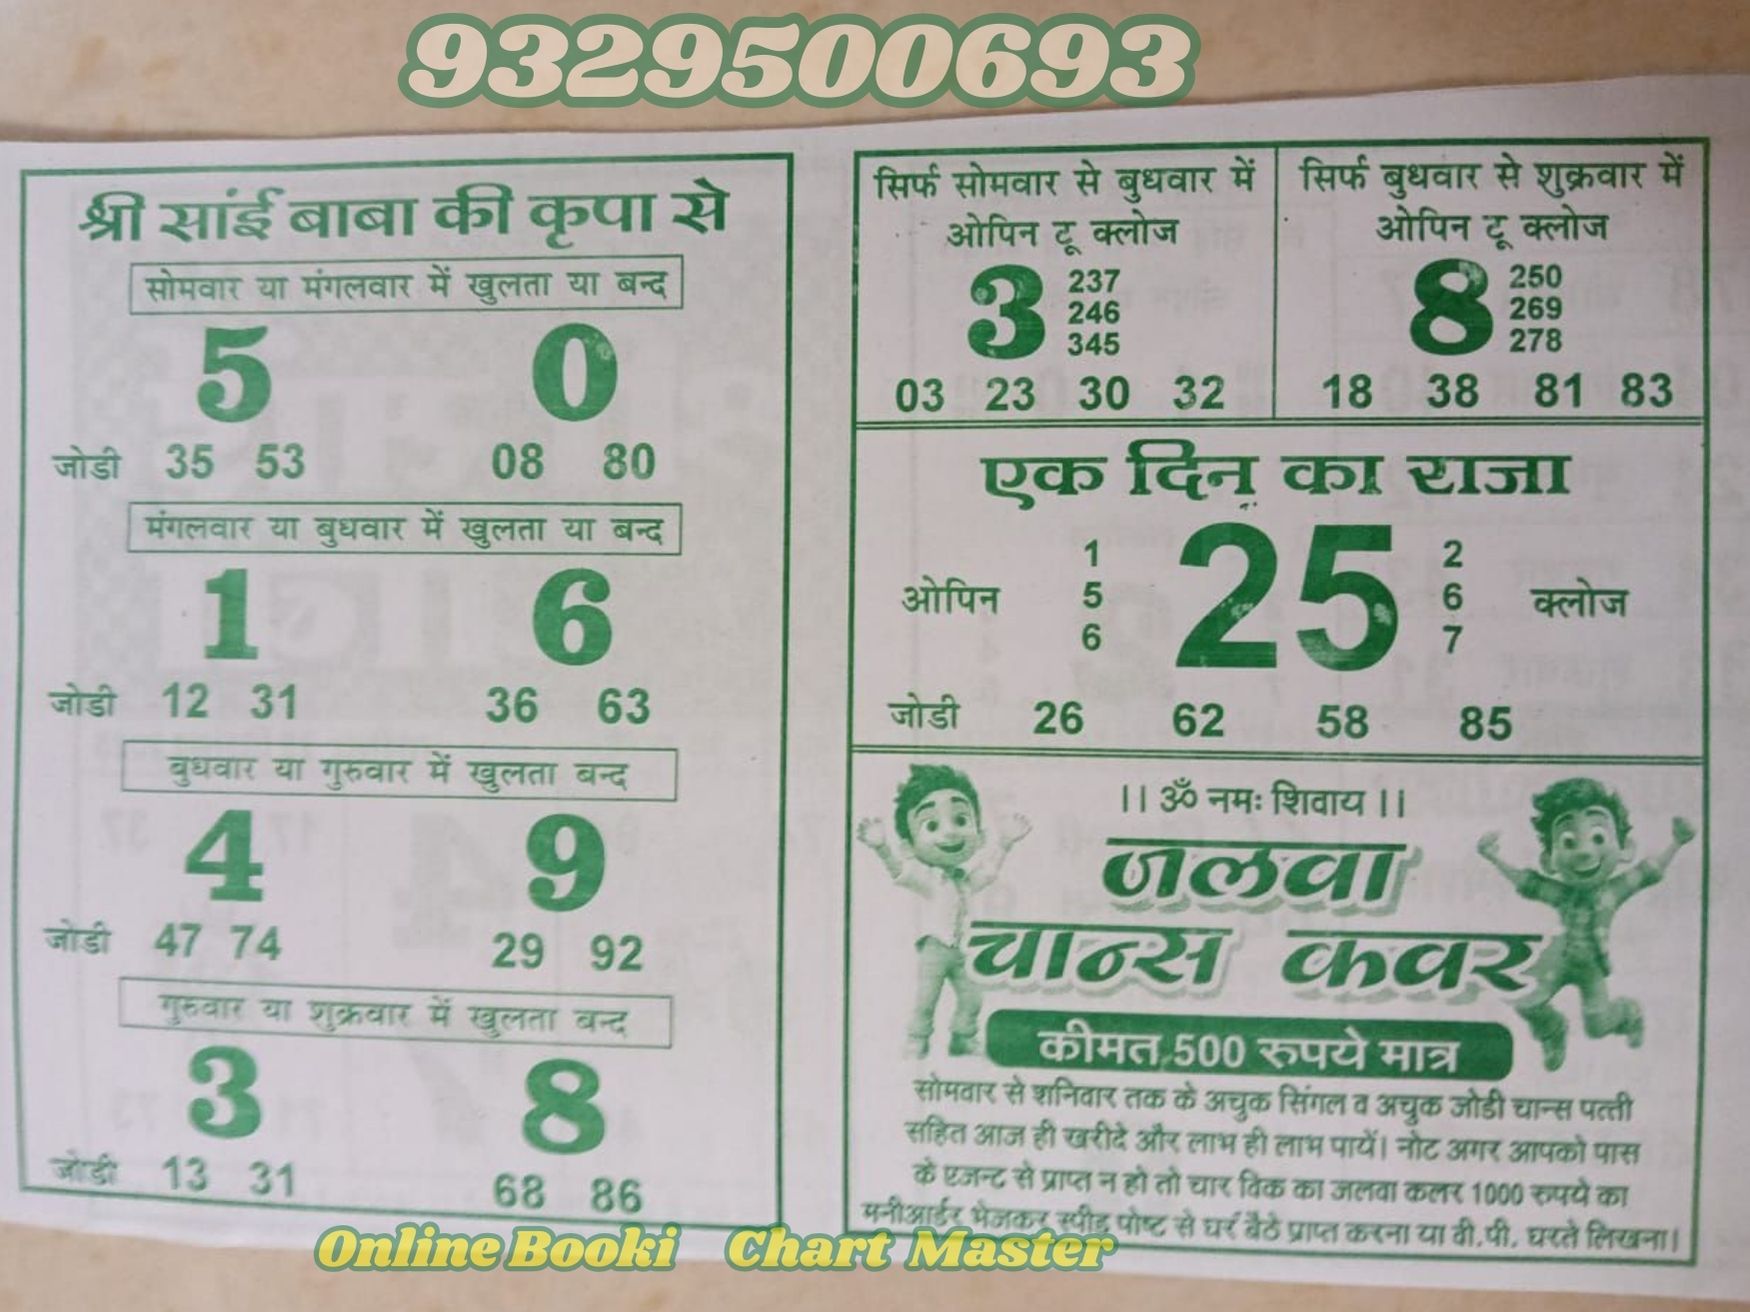 9329500693
श्री सांई बाबा की कृपा से
सोमवार या मंगलवार में खुलता या बन्द
5 0
जोडी 35 53 08 80
मंगलवार या बुधवार में खुलता या बन्द
1 6
जोडी 12 31 36 63
बुधवार या गुरुवार में खुलता बन्द
4 9
जोडी 47 74 29 92
गुरुवार या शुक्रवार में खुलता बन्द
3 8
जोडी 13 31 68 86
सिर्फ सोमवार से बुधवार में
ओपिन टू क्लोज
3 237
246
345
03 23 30 32
सिर्फ बुधवार से शुक्रवार में
ओपिन टू क्लोज
8 250
269
278
18 38 81 83
एक दिन का राजा
1 2
ओपिन 5 25 6 क्लोज
6 7
जोडी 26 62 58 85
।। ॐ नमः शिवाय ।।
जलवा
चान्स कवर
कीमत 500 रुपये मात्र
सोमवार से शनिवार तक के अचुक सिंगल व अचुक जोडी चान्स पत्ती
सहित आज ही खरीदे और लाभ ही लाभ पायें। नोट अगर आपको पास
के एजन्ट से प्राप्त न हो तो चार विक का जलवा कलर 1000 रुपये का
मनीआर्डर भेजकर स्पीड पोष्ट से घर बैठे प्राप्त करना या वी.पी. घरते लिखना।
Online Booki Chart Master